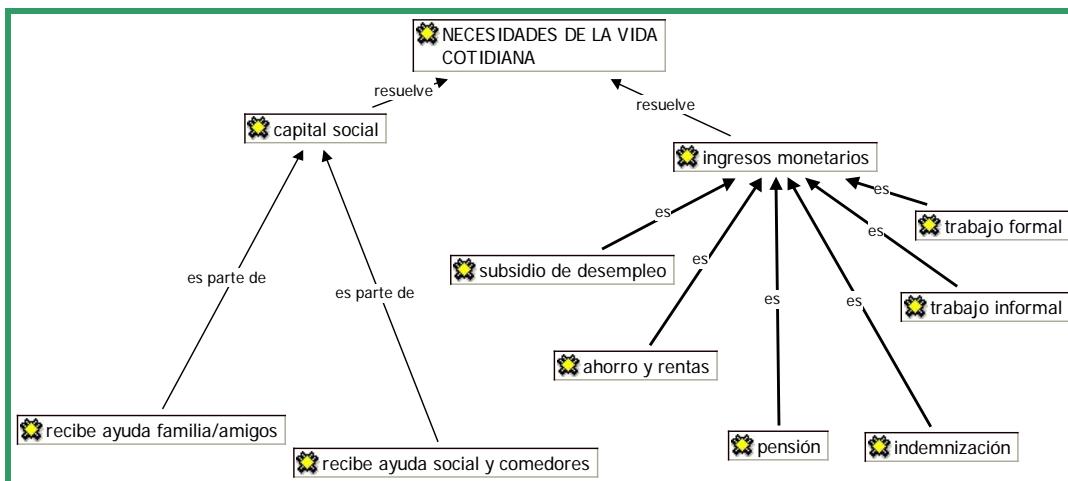 NECESIDADES DE LA VIDA
COTIDIANA
resuelve
resuelve
capital social
ingresos monetarios
es
es
trabajo formal
es
subsidio de desempleo
es
es parte de
es parte de
es
es
trabajo informal
ahorro y rentas
recibe ayuda familia/amigos
recibe ayuda social y comedores
pensión
indemnización